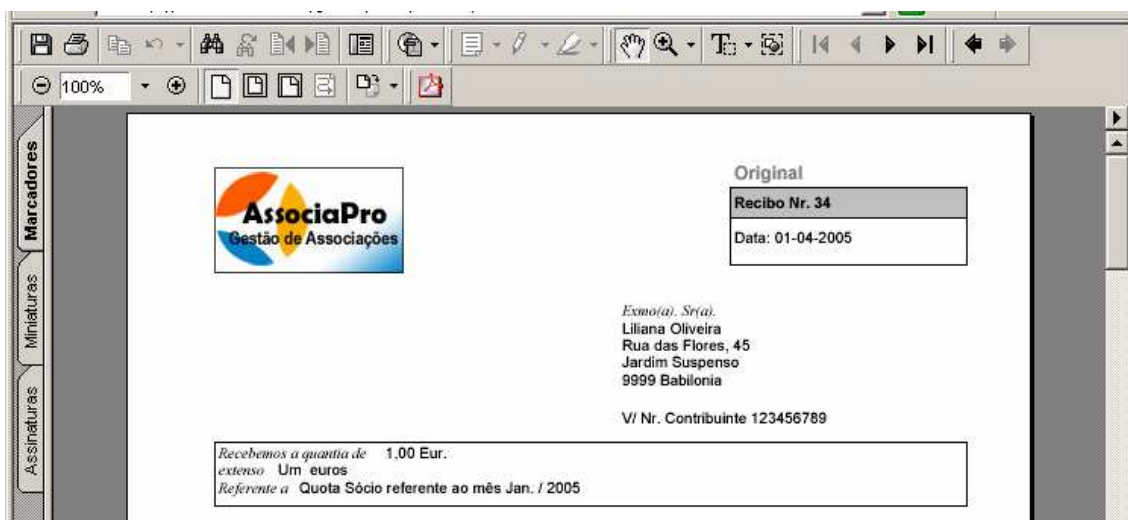 100%
Marcadores
Miniaturas
Assinaturas
AssociaPro
Gestão de Associações
Original
Recibo Nr. 34
Data: 01-04-2005
Exmo(a). Sr(a).
Liliana Oliveira
Rua das Flores, 45
Jardim Suspenso
9999 Babilonia
V/ Nr. Contribuinte 123456789
Recebemos a quantia de 1,00 Eur.
extenso Um euros
Referente a Quota Sócio referente ao mês Jan. / 2005